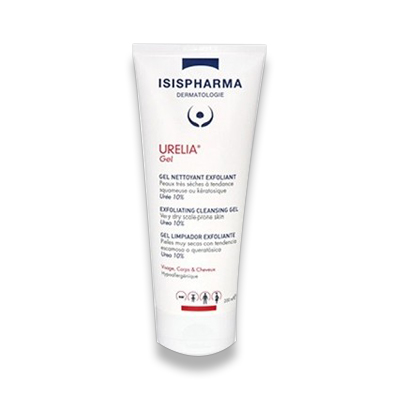 ISISPHARMA
DERMATOLOGIE
URELIA®
Gel
GEL NETTOYANT EXFOLIANT
Peaux très sèches à tendance
squameuse ou kératosique
Urée 10%
EXFOLIATING CLEANSING GEL
Very dry scale-prone skin
Urea 10%
GEL LIMPIADOR EXFOLIANTE
Pieles muy secas con tendencia
escamosa o queratósica
Urea 10%
Visage, Corps & Cheveux
Hypoallergénique
200 ml